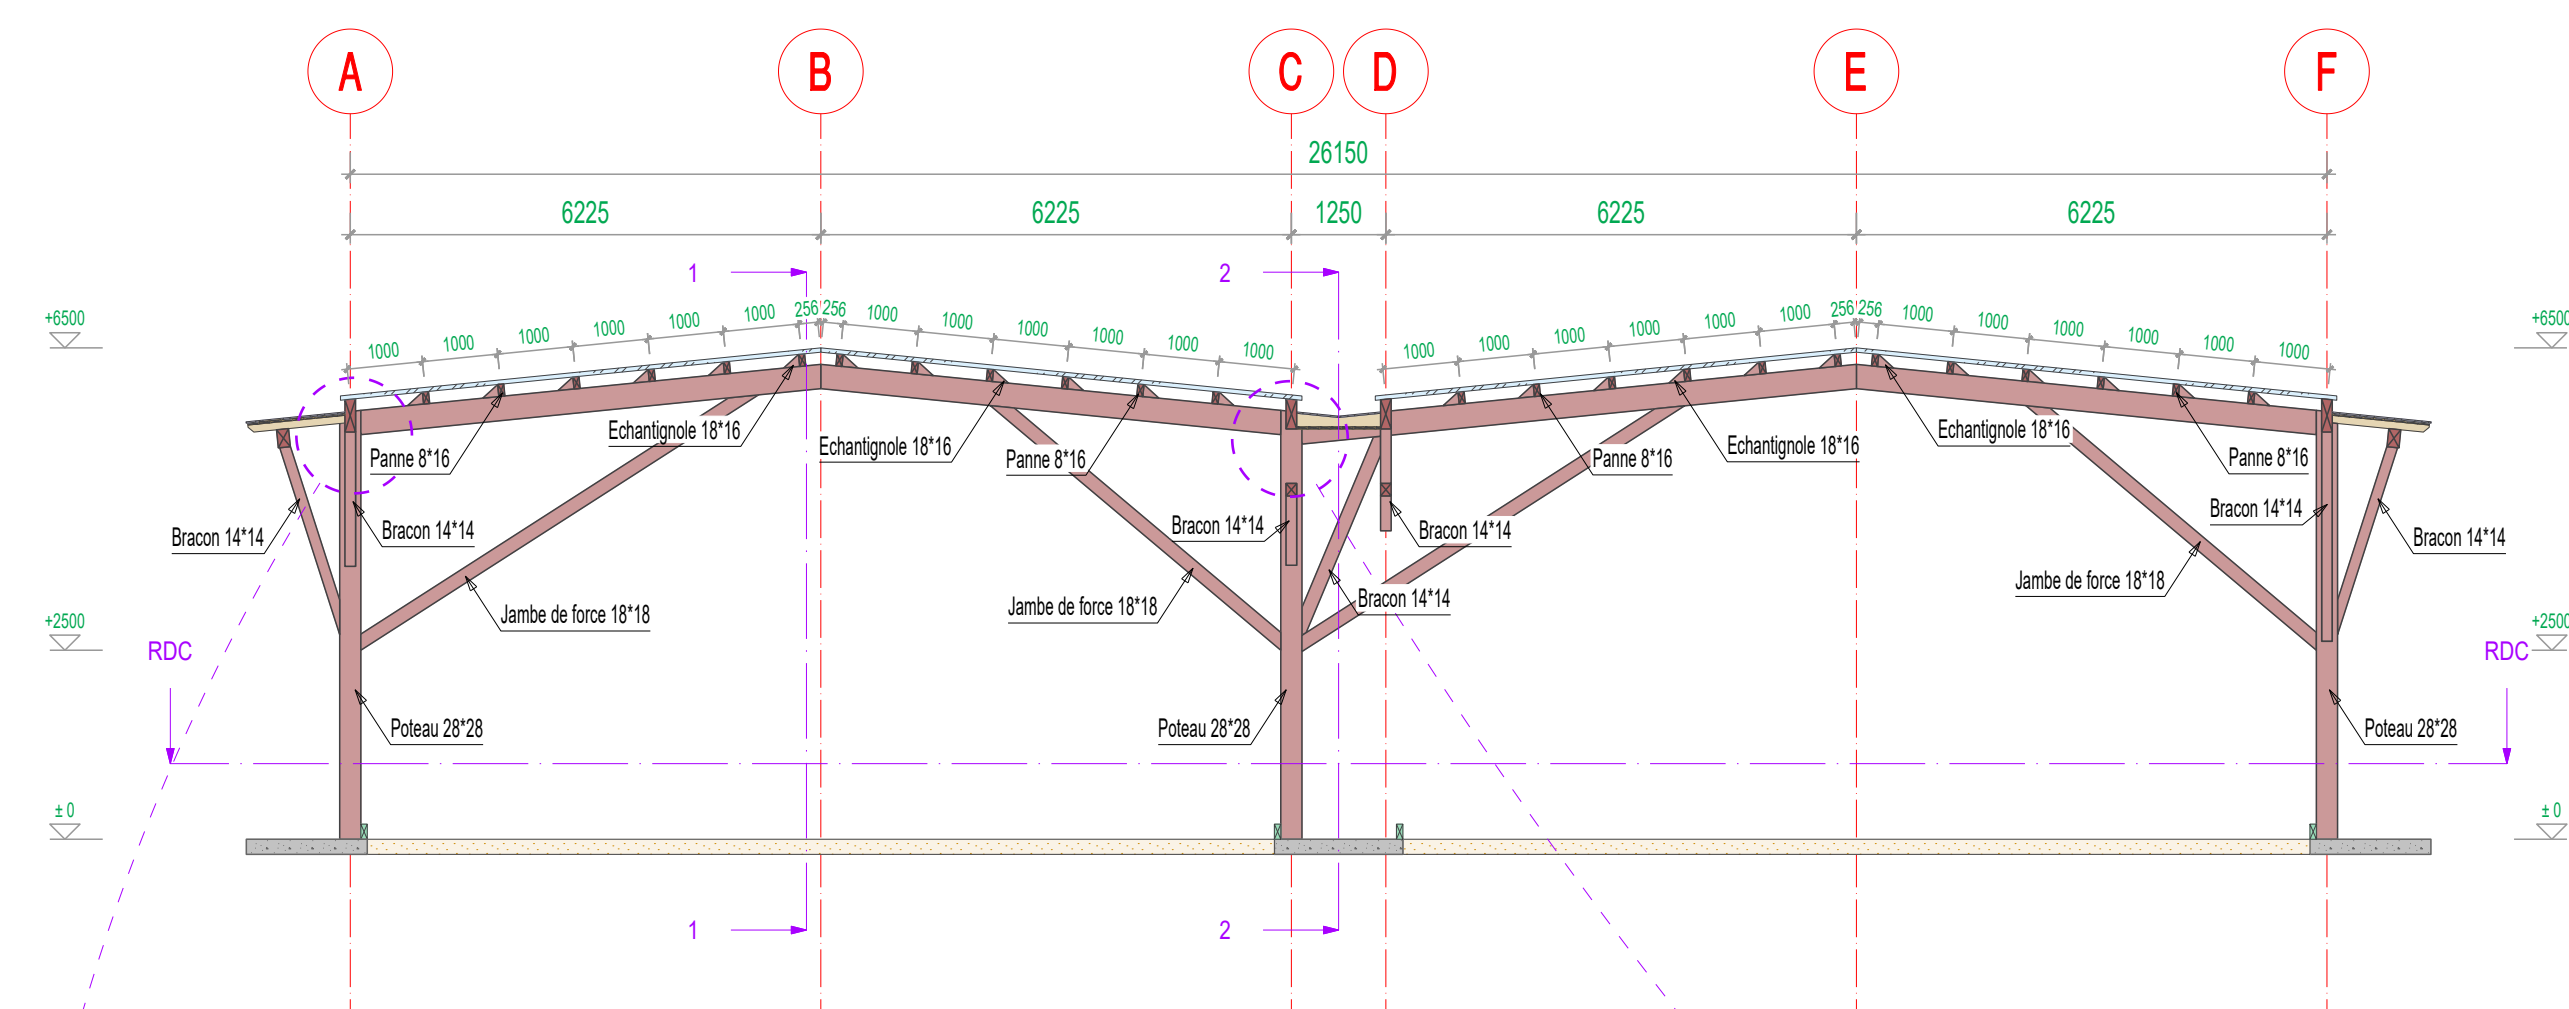 A B C D E F
26150
6225 6225 1250 6225 6225
1 2
+6500 +6500
1000 1000 1000 1000 1000 1000 256 256 1000 1000 1000 1000 1000 1000
1000 1000 1000 1000 1000 1000 256 256 1000 1000 1000 1000 1000 1000
Panne 8*16
Echantignole 18*16
Echantignole 18*16
Panne 8*16
Panne 8*16
Echantignole 18*16
Echantignole 18*16
Panne 8*16
Bracon 14*14
Bracon 14*14
Bracon 14*14
Bracon 14*14
Bracon 14*14
Bracon 14*14
Bracon 14*14
Jambe de force 18*18
Jambe de force 18*18
Jambe de force 18*18
+2500 +2500
RDC RDC
Poteau 28*28
Poteau 28*28
Poteau 28*28
± 0 ± 0
1 2